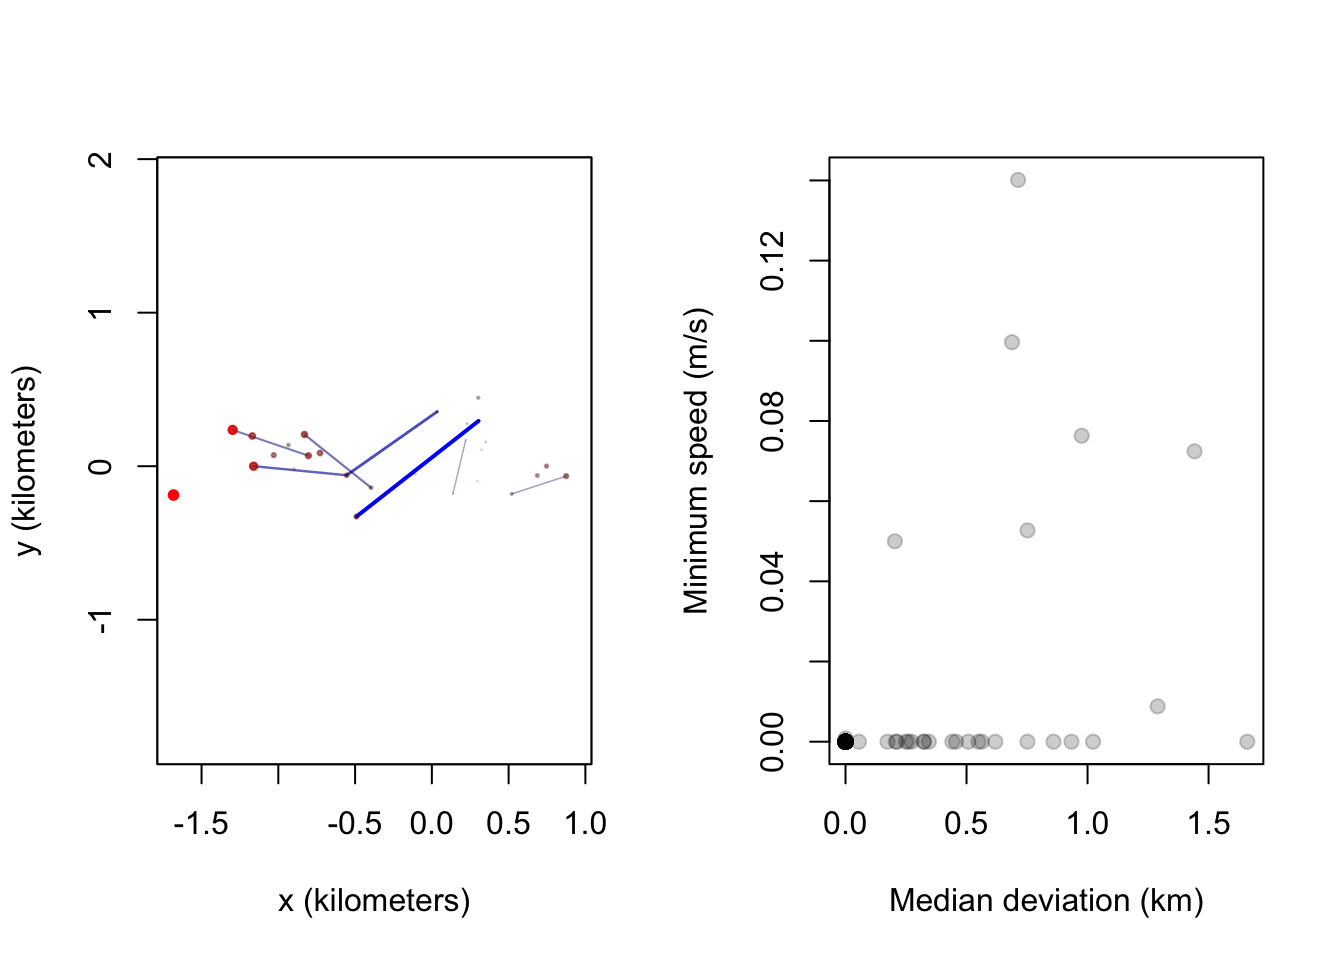 2
1
0
-1
y (kilometers)
-1.5 -0.5 0.0 0.5 1.0
x (kilometers)
0.12
0.08
0.04
0.00
Minimum speed (m/s)
0.0 0.5 1.0 1.5
Median deviation (km)